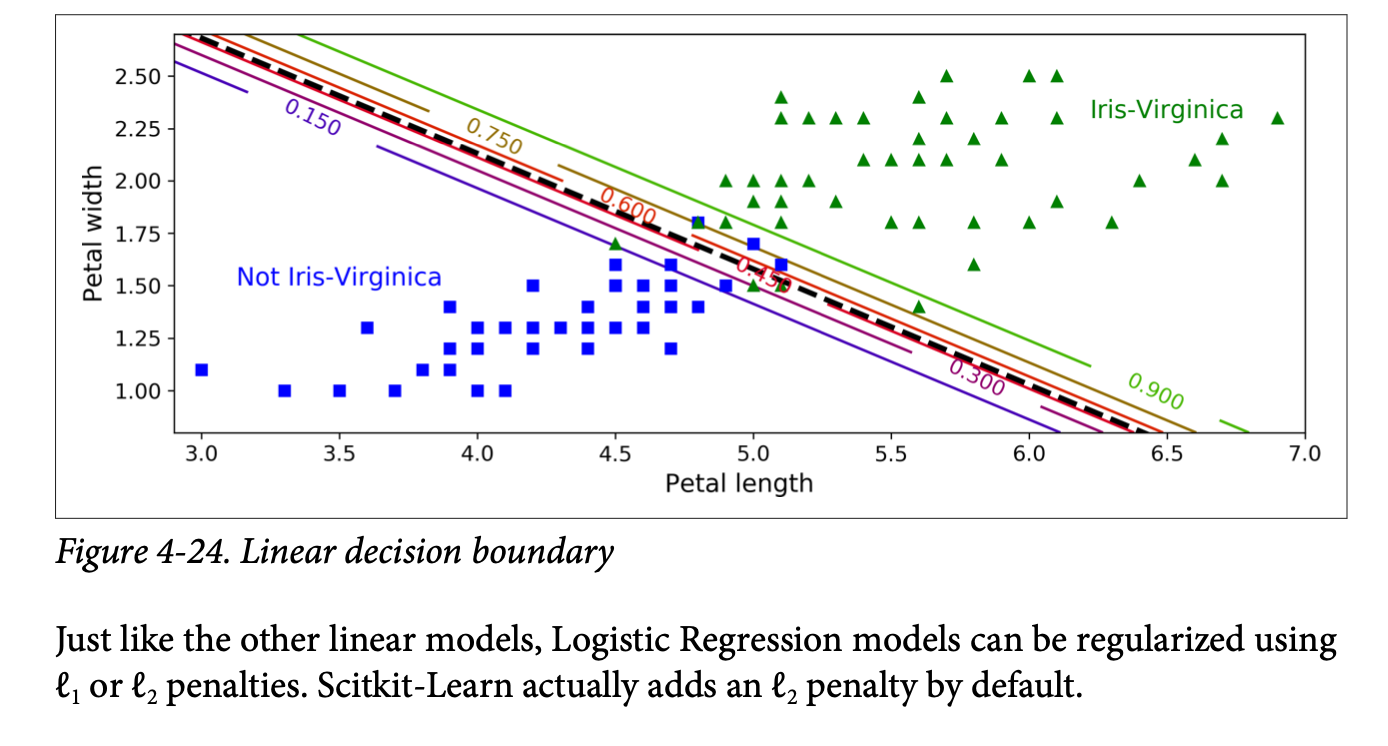 2.50
2.25
2.00
1.75
1.50
1.25
1.00
Petal width
0.150
0.750
0.600
0.450
0.300
0.900
Iris-Virginica
Not Iris-Virginica
3.0 3.5 4.0 4.5 5.0 5.5 6.0 6.5 7.0
Petal length
Figure 4-24. Linear decision boundary
Just like the other linear models, Logistic Regression models can be regularized using
ℓ₁ or ℓ₂ penalties. Scitkit-Learn actually adds an ℓ₂ penalty by default.